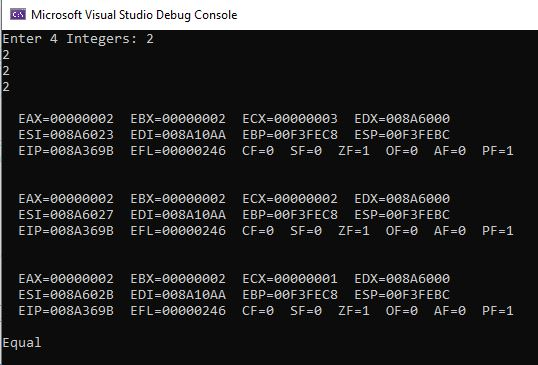 Microsoft Visual Studio Debug Console
Enter 4 Integers: 2
2
2
2
EAX=00000002 EBX=00000002 ECX=00000003 EDX=008A6000
ESI=008A6023 EDI=008A10AA EBP=00F3FEC8 ESP=00F3FEBC
EIP=008A369B EFL=00000246 CF=0 SF=0 ZF=1 OF=0 AF=0 PF=1
EAX=00000002 EBX=00000002 ECX=00000002 EDX=008A6000
ESI=008A6027 EDI=008A10AA EBP=00F3FEC8 ESP=00F3FEBC
EIP=008A369B EFL=00000246 CF=0 SF=0 ZF=1 OF=0 AF=0 PF=1
EAX=00000002 EBX=00000002 ECX=00000001 EDX=008A6000
ESI=008A602B EDI=008A10AA EBP=00F3FEC8 ESP=00F3FEBC
EIP=008A369B EFL=00000246 CF=0 SF=0 ZF=1 OF=0 AF=0 PF=1
Equal